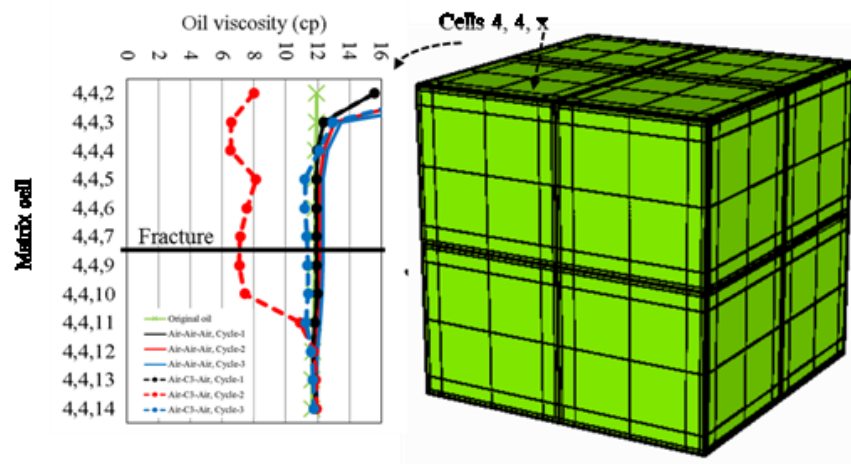 Oil viscosity (cp)
Cells 4, 4, x
0 2 4 6 8 10 12 14 16
4,4,2
4,4,3
4,4,4
4,4,5
4,4,6
4,4,7
Fracture
4,4,9
4,4,10
4,4,11
4,4,12
4,4,13
4,4,14
Matrix cell
Original oil
Air-Air-Air, Cycle-1
Air-Air-Air, Cycle-2
Air-Air-Air, Cycle-3
Air-C3-Air, Cycle-1
Air-C3-Air, Cycle-2
Air-C3-Air, Cycle-3